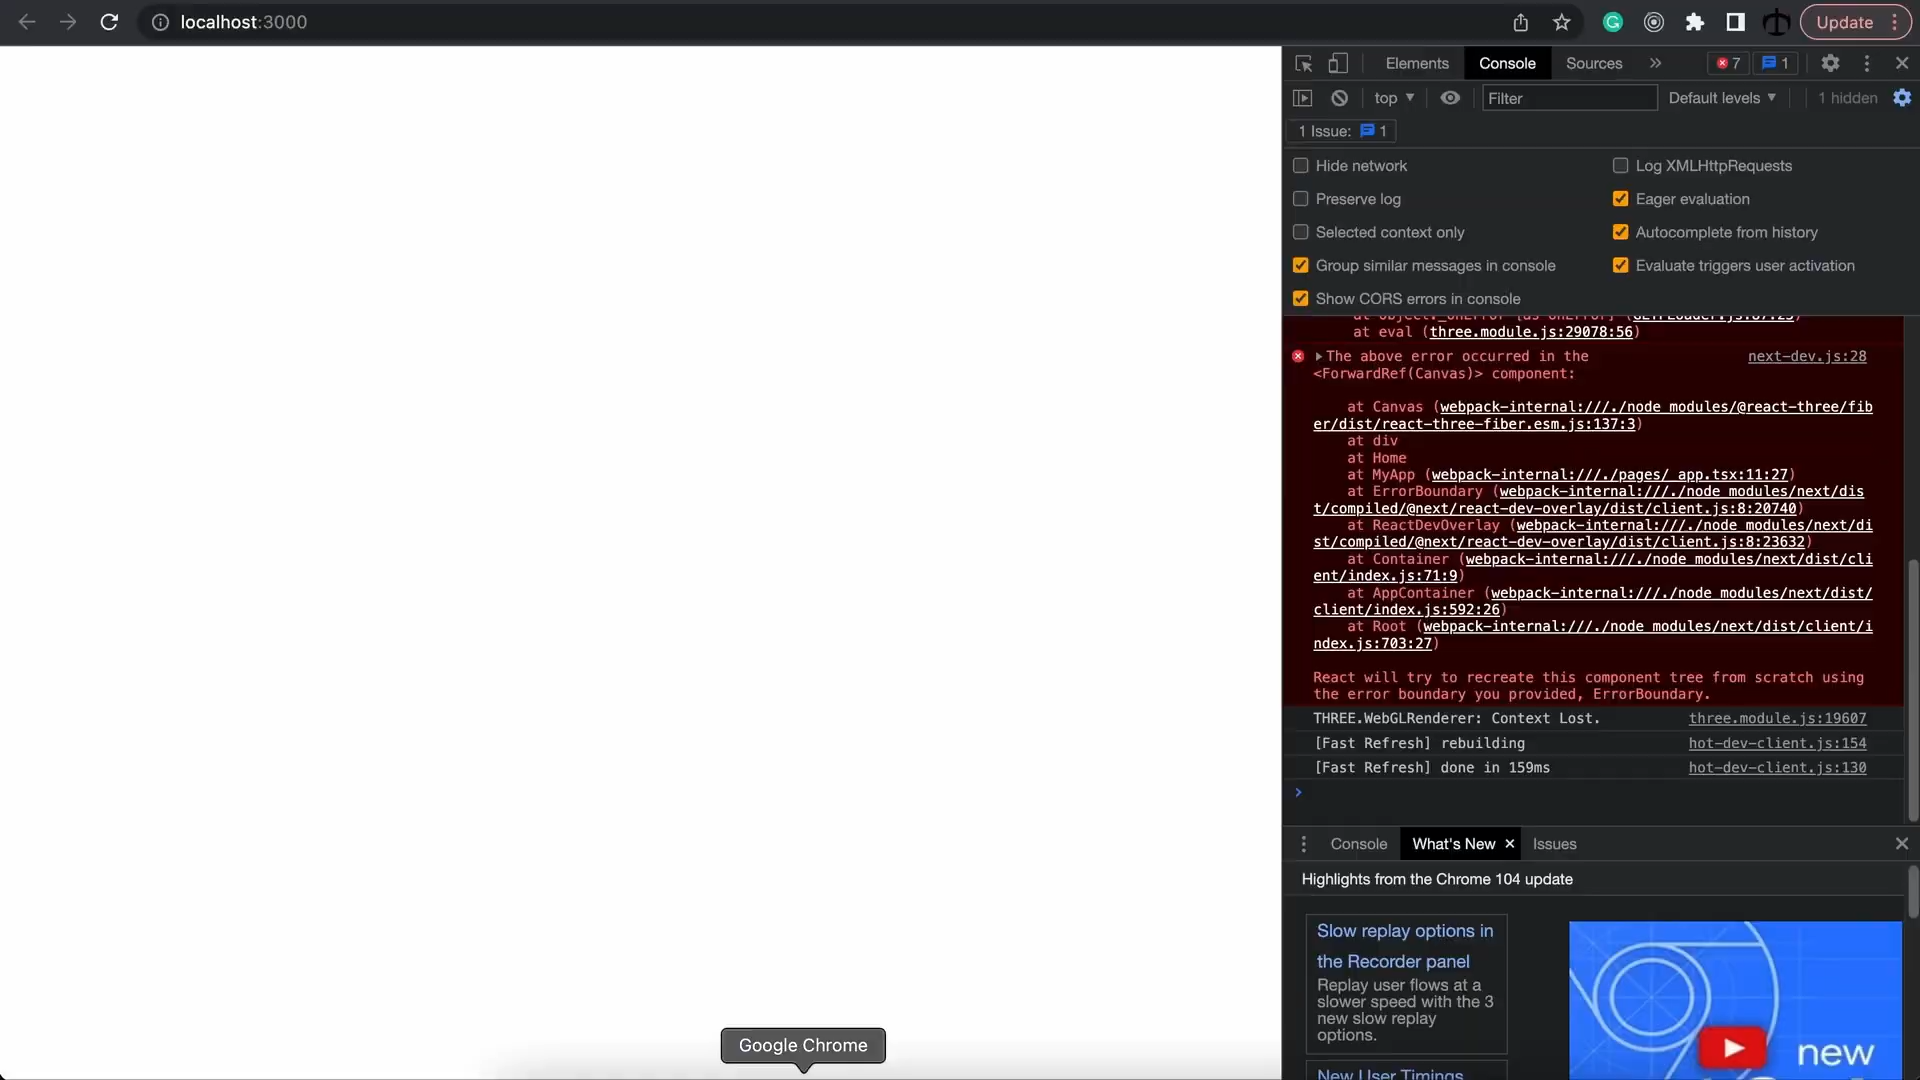 localhost:3000
Update
Elements
Console
Sources
7
1
top
Filter
Default levels
1 hidden
1 Issue: 1
Hide network
Log XMLHttpRequests
Preserve log
Eager evaluation
Selected context only
Autocomplete from history
Group similar messages in console
Evaluate triggers user activation
Show CORS errors in console
at eval (three.module.js:29078:56)
The above error occurred in the
next-dev.js:28
<ForwardRef(Canvas)> component:
at Canvas (webpack-internal:///./node_modules/@react-three/fib
er/dist/react-three-fiber.esm.js:137:3)
at div
at Home
at MyApp (webpack-internal:///./pages/_app.tsx:11:27)
at ErrorBoundary (webpack-internal:///./node_modules/next/dis
t/compiled/@next/react-dev-overlay/dist/client.js:8:20740)
at ReactDevOverlay (webpack-internal:///./node_modules/next/di
st/compiled/@next/react-dev-overlay/dist/client.js:8:23632)
at Container (webpack-internal:///./node_modules/next/dist/cli
ent/index.js:71:9)
at AppContainer (webpack-internal:///./node_modules/next/dist/
client/index.js:592:26)
at Root (webpack-internal:///./node_modules/next/dist/client/i
ndex.js:703:27)
React will try to recreate this component tree from scratch using
the error boundary you provided, ErrorBoundary.
THREE.WebGLRenderer: Context Lost.
three.module.js:19607
[Fast Refresh] rebuilding
hot-dev-client.js:154
[Fast Refresh] done in 159ms
hot-dev-client.js:130
Console
What's New
Issues
Highlights from the Chrome 104 update
Slow replay options in
the Recorder panel
Replay user flows at a
slower speed with the 3
new slow replay
options.
New User Timings
new
Google Chrome